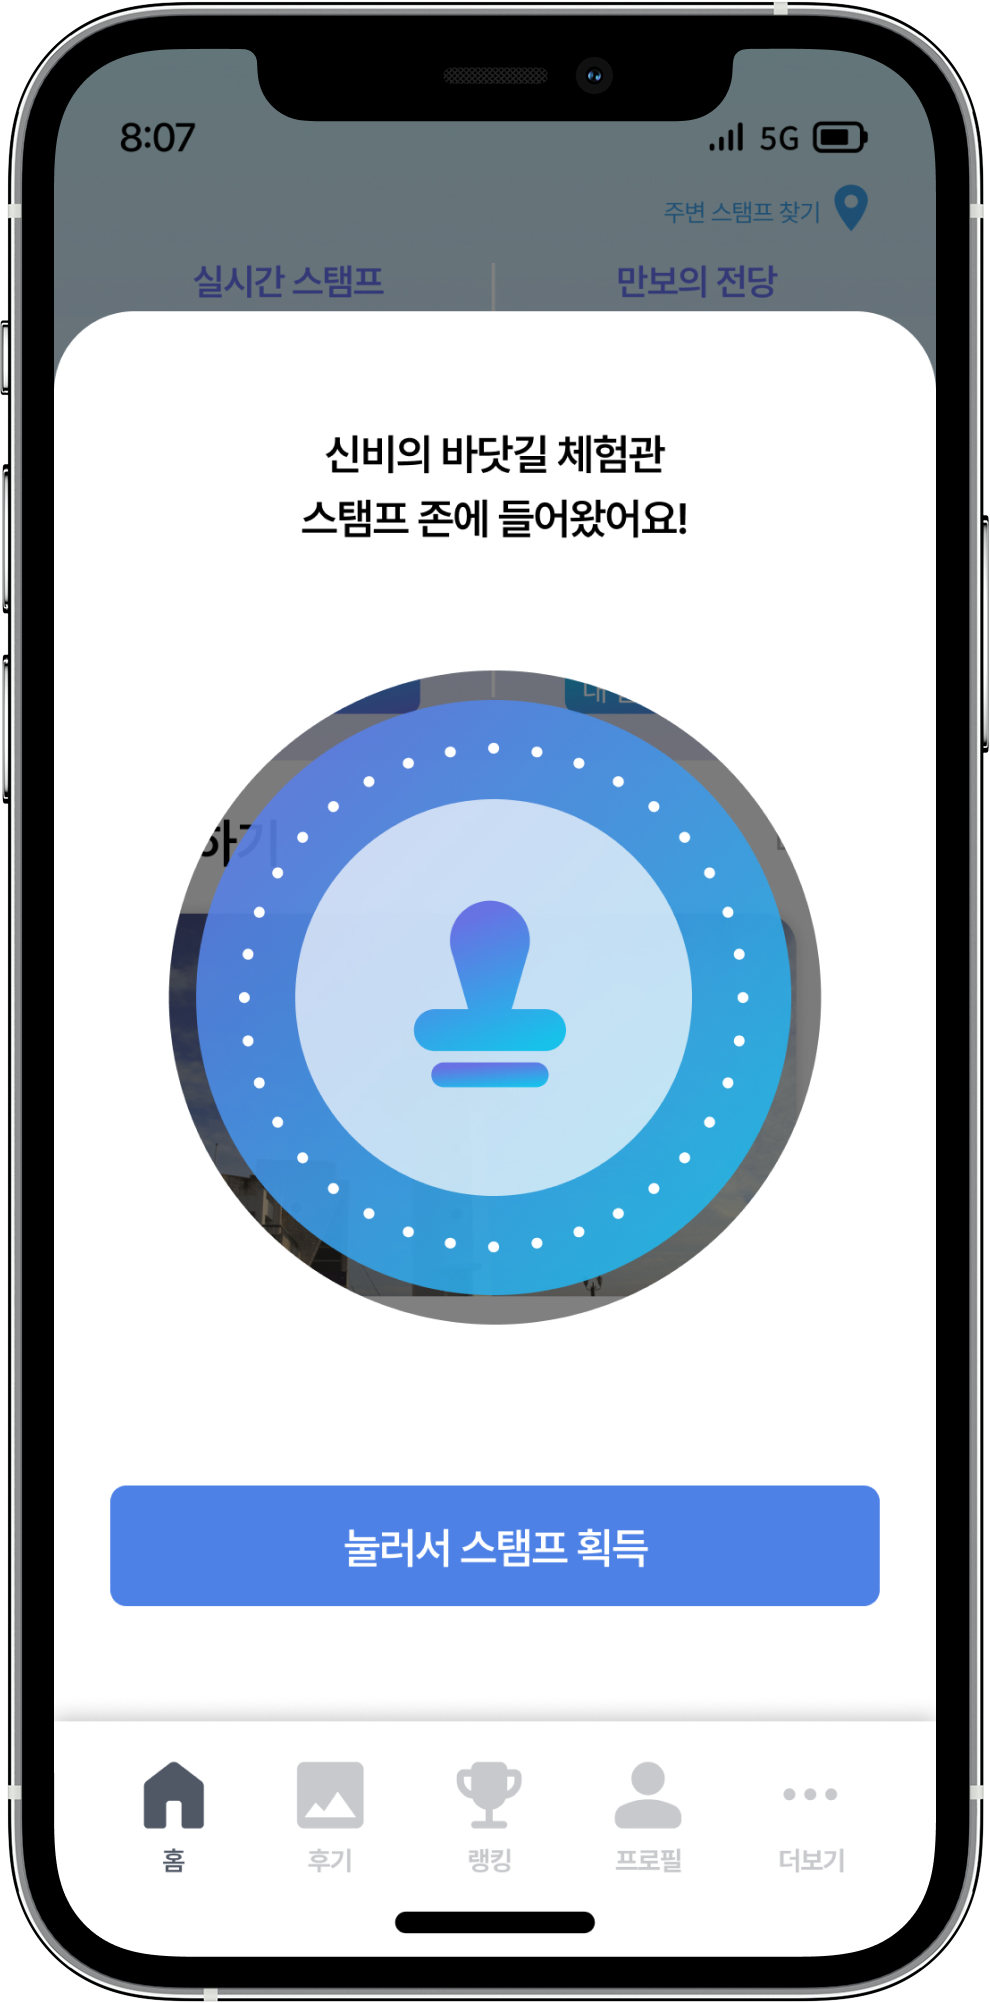 8:07
5G
주변 스탬프 찾기
실시간 스탬프
만보의 전당
신비의 바닷길 체험관
스탬프 존에 들어왔어요!
하기
눌러서 스탬프 획득
홈
후기
랭킹
프로필
더보기